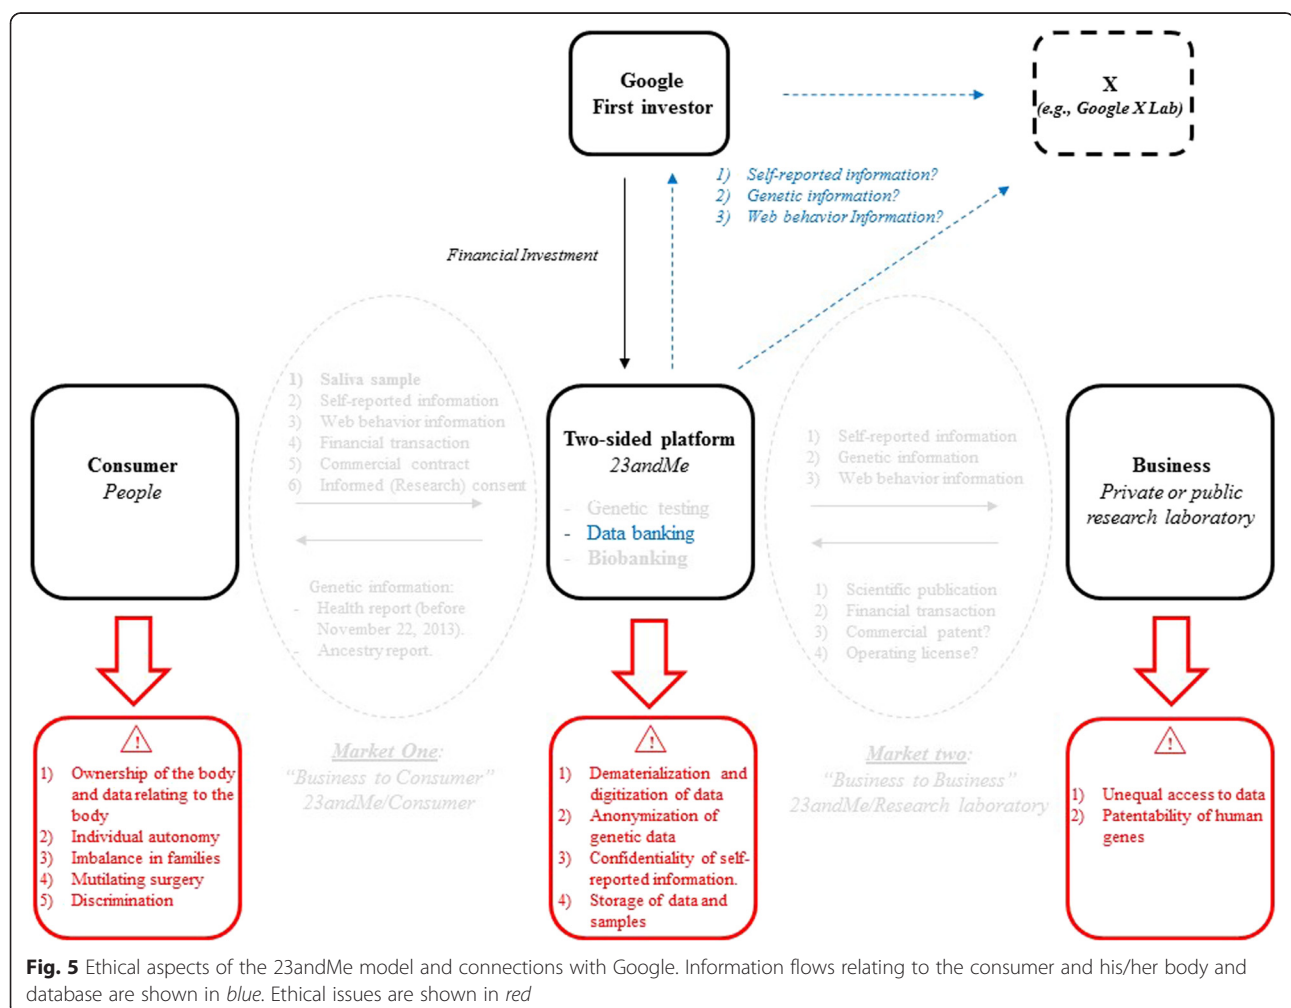 Google
First investor
X
(e.g., Google X Lab)
1) Self-reported information?
2) Genetic information?
3) Web behavior Information?
Financial Investment
Consumer
People
1) Saliva sample
2) Self-reported information
3) Web behavior information
4) Financial transaction
5) Commercial contract
6) Informed (Research) consent
Genetic information:
- Health report (before
November 22, 2013).
- Ancestry report.
Two-sided platform
23andMe
- Genetic testing
- Data banking
- Biobanking
1) Self-reported information
2) Genetic information
3) Web behavior information
1) Scientific publication
2) Financial transaction
3) Commercial patent?
4) Operating license?
Business
Private or public
research laboratory
!
1) Ownership of the body
and data relating to the
body
2) Individual autonomy
3) Imbalance in families
4) Mutilating surgery
5) Discrimination
Market One:
"Business to Consumer"
23andMe/Consumer
!
1) Dematerialization and
digitization of data
2) Anonymization of
genetic data
3) Confidentiality of self-
reported information.
4) Storage of data and
samples
Market two:
"Business to Business"
23andMe/Research laboratory
!
1) Unequal access to data
2) Patentability of human
genes
Fig. 5 Ethical aspects of the 23andMe model and connections with Google. Information flows relating to the consumer and his/her body and
database are shown in blue. Ethical issues are shown in red